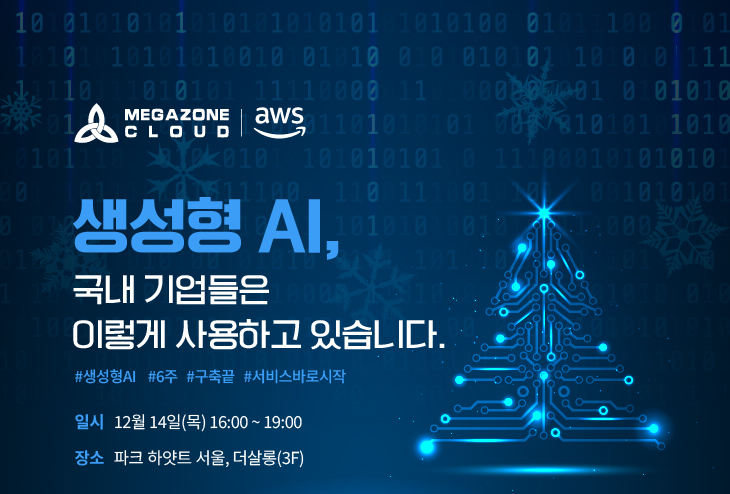 MEGAZONE
CLOUD
aws
생성형 AI,
국내 기업들은
이렇게 사용하고 있습니다.
#생성형AI #6주 #구축끝 #서비스바로시작
일시 12월 14일(목) 16:00 ~ 19:00
장소 파크 하얏트 서울, 더살롱(3F)